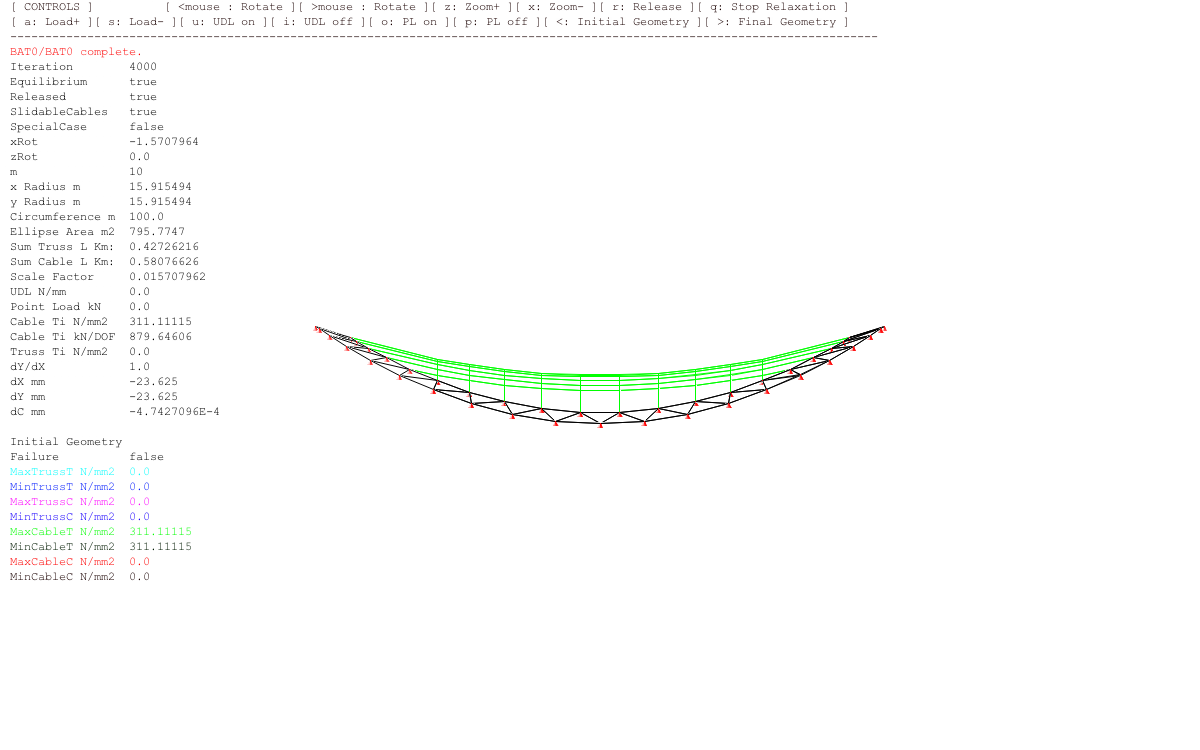 [ CONTROLS ] [ <mouse : Rotate ][ >mouse : Rotate ][ z: Zoom+ ][ x: Zoom- ][ r: Release ][ q: Stop Relaxation ]
[ a: Load+ ][ s: Load- ][ u: UDL on ][ i: UDL off ][ o: PL on ][ p: PL off ][ <: Initial Geometry ][ >: Final Geometry ]
----------------------------------------------------------------------------------------------------------------------------
BAT0/BAT0 complete.
Iteration 4000
Equilibrium true
Released true
SlidableCables true
SpecialCase false
xRot -1.5707964
zRot 0.0
m 10
x Radius m 15.915494
y Radius m 15.915494
Circumference m 100.0
Ellipse Area m2 795.7747
Sum Truss L Km: 0.42726216
Sum Cable L Km: 0.58076626
Scale Factor 0.015707962
UDL N/mm 0.0
Point Load kN 0.0
Cable Ti N/mm2 311.11115
Cable Ti kN/DOF 879.64606
Truss Ti N/mm2 0.0
dY/dX 1.0
dX mm -23.625
dY mm -23.625
dC mm -4.7427096E-4
Initial Geometry
Failure false
MaxTrussT N/mm2 0.0
MinTrussT N/mm2 0.0
MaxTrussC N/mm2 0.0
MinTrussC N/mm2 0.0
MaxCableT N/mm2 311.11115
MinCableT N/mm2 311.11115
MaxCableC N/mm2 0.0
MinCableC N/mm2 0.0